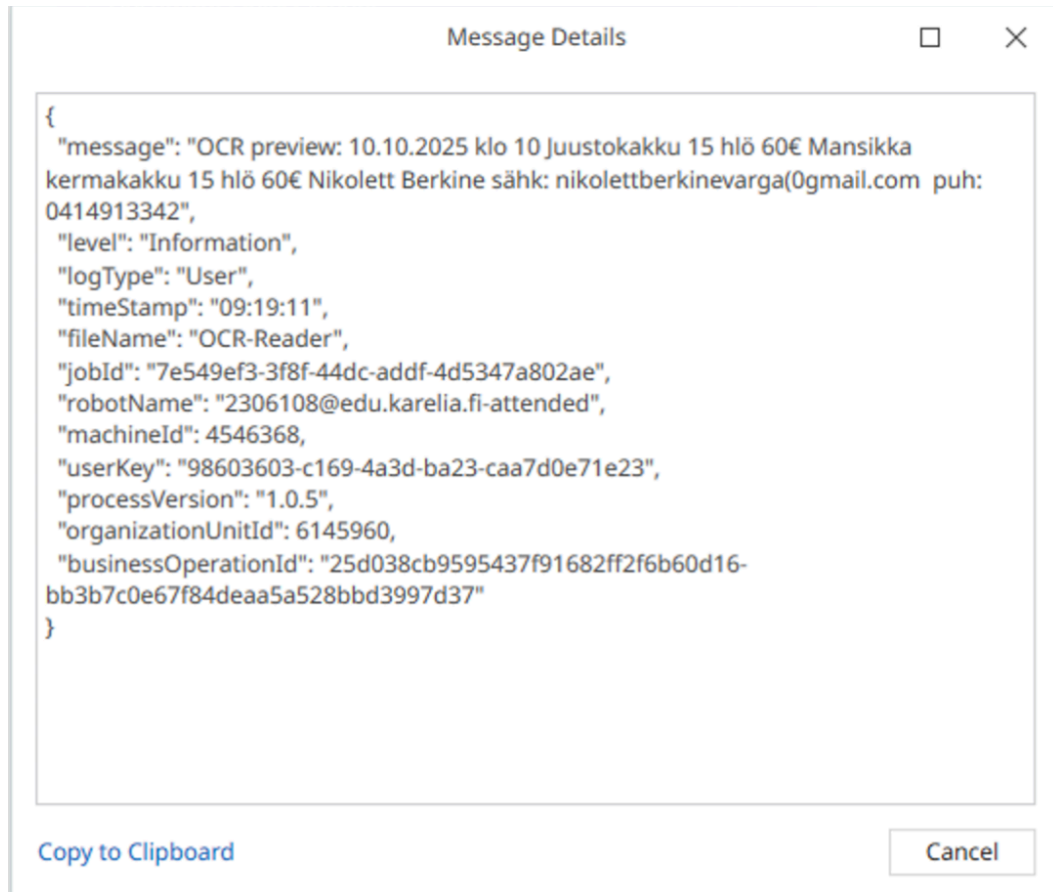 Message Details
{
"message": "OCR preview: 10.10.2025 klo 10 Juustokakku 15 hlö 60€ Mansikka
kermakakku 15 hlö 60€ Nikolett Berkine sähk: nikolettberkinevarga(0gmail.com  puh:
0414913342",
"level": "Information",
"logType": "User",
"timeStamp": "09:19:11",
"fileName": "OCR-Reader",
"jobId": "7e549ef3-3f8f-44dc-addf-4d5347a802ae",
"robotName": "2306108@edu.karelia.fi-attended",
"machineId": 4546368,
"userKey": "98603603-c169-4a3d-ba23-caa7d0e71e23",
"processVersion": "1.0.5",
"organizationUnitId": 6145960,
"businessOperationId": "25d038cb9595437f91682ff2f6b60d16-
bb3b7c0e67f84deaa5a528bbd3997d37"
}
Copy to Clipboard
Cancel